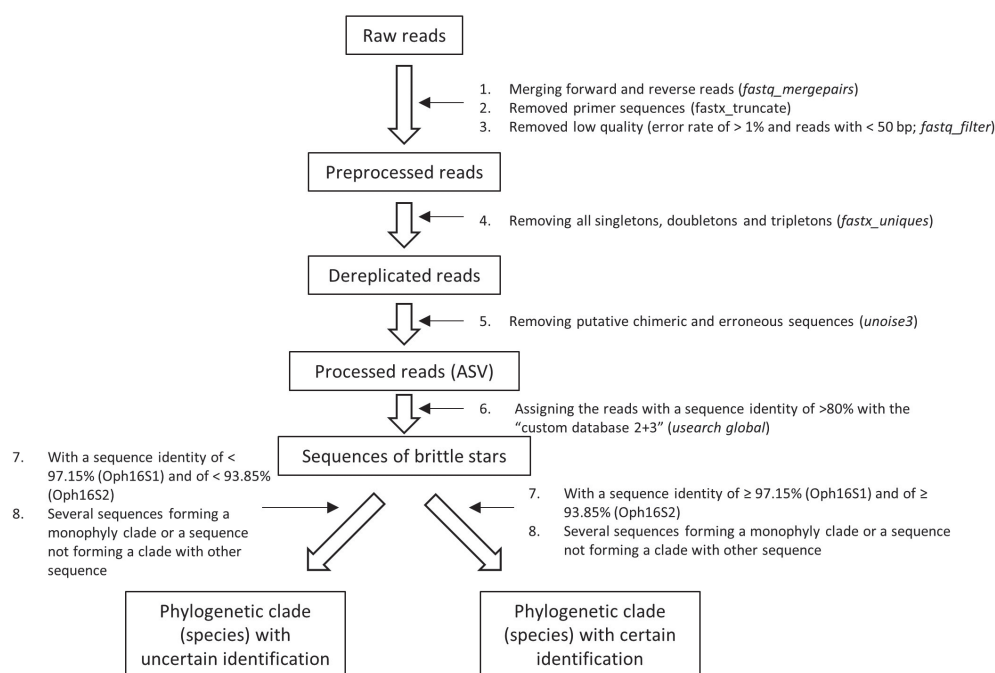 Raw reads
1. Merging forward and reverse reads (fastq_mergepairs)
2. Removed primer sequences (fastx_truncate)
3. Removed low quality (error rate of > 1% and reads with < 50 bp; fastq_filter)
Preprocessed reads
4. Removing all singletons, doubletons and tripletons (fastx_uniques)
Dereplicated reads
5. Removing putative chimeric and erroneous sequences (unoise3)
Processed reads (ASV)
6. Assigning the reads with a sequence identity of >80% with the
“custom database 2+3” (usearch global)
Sequences of brittle stars
7. With a sequence identity of <
97.15% (Oph16S1) and of < 93.85%
(Oph16S2)
8. Several sequences forming a
monophyly clade or a sequence
not forming a clade with other
sequence
7. With a sequence identity of ≥ 97.15% (Oph16S1) and of ≥
93.85% (Oph16S2)
8. Several sequences forming a monophyly clade or a sequence
not forming a clade with other sequence
Phylogenetic clade
(species) with
uncertain identification
Phylogenetic clade
(species) with certain
identification